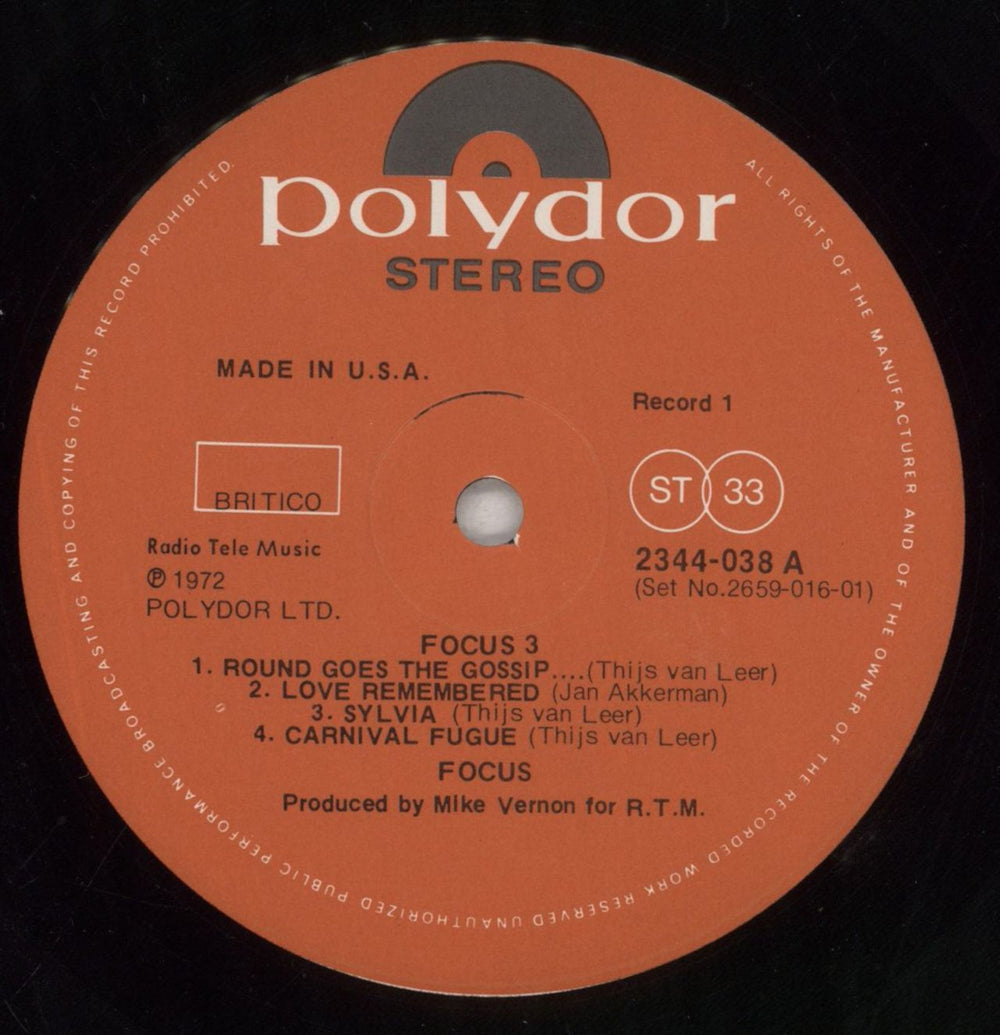 polydor
STEREO
MADE IN U.S.A.
Record 1
BRITICO
ST 33
Radio Tele Music
℗ 1972
POLYDOR LTD.
2344-038 A
(Set No.2659-016-01)
FOCUS 3
1. ROUND GOES THE GOSSIP....(Thijs van Leer)
2. LOVE REMEMBERED (Jan Akkerman)
3. SYLVIA (Thijs van Leer)
4. CARNIVAL FUGUE (Thijs van Leer)
FOCUS
Produced by Mike Vernon for R.T.M.
ALL RIGHTS OF THE MANUFACTURER AND OF THE OWNER OF THE RECORDED WORK RESERVED UNAUTHORIZED PUBLIC PERFORMANCE BROADCASTING AND COPYING OF THIS RECORD PROHIBITED.